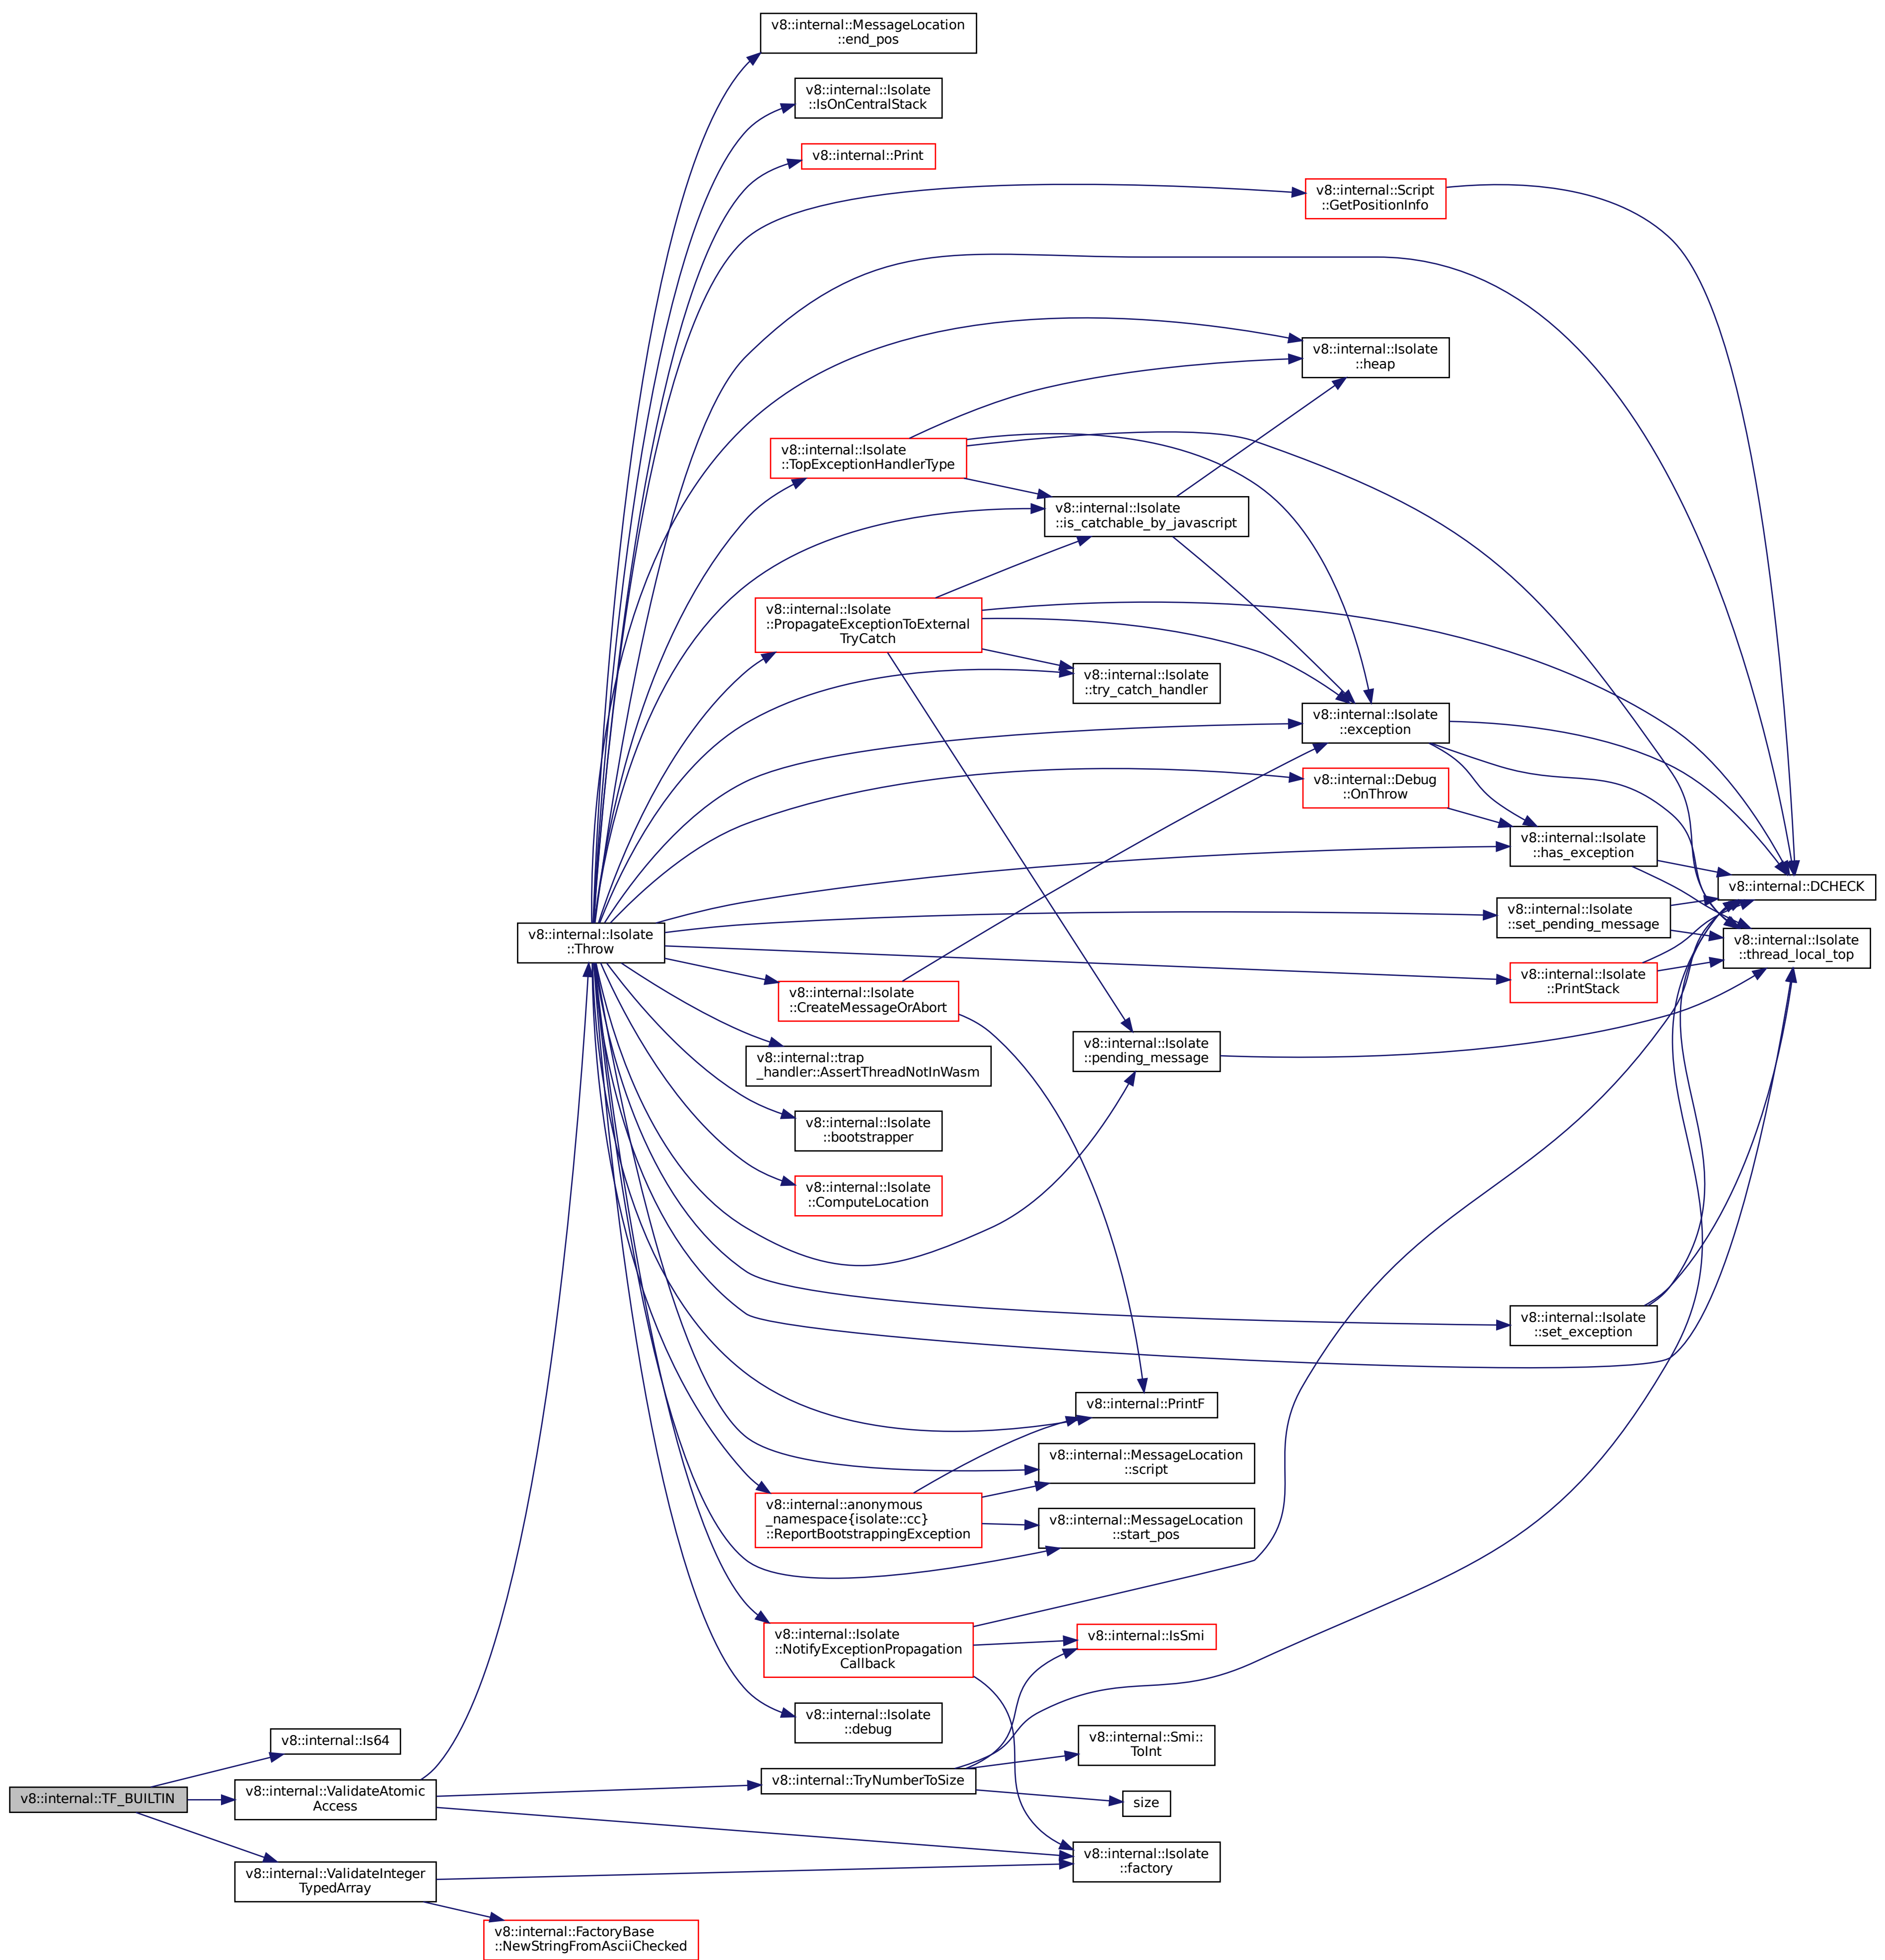 v8::internal::MessageLocation
::end_pos
v8::internal::Isolate
::IsOnCentralStack
v8::internal::Print
v8::internal::Script
::GetPositionInfo
v8::internal::Isolate
::heap
v8::internal::Isolate
::TopExceptionHandlerType
v8::internal::Isolate
::is_catchable_by_javascript
v8::internal::Isolate
::PropagateExceptionToExternal
TryCatch
v8::internal::Isolate
::try_catch_handler
v8::internal::Isolate
::exception
v8::internal::Debug
::OnThrow
v8::internal::Isolate
::has_exception
v8::internal::DCHECK
v8::internal::Isolate
::set_pending_message
v8::internal::Isolate
::Throw
v8::internal::Isolate
::thread_local_top
v8::internal::Isolate
::PrintStack
v8::internal::Isolate
::CreateMessageOrAbort
v8::internal::Isolate
::pending_message
v8::internal::trap
_handler::AssertThreadNotInWasm
v8::internal::Isolate
::bootstrapper
v8::internal::Isolate
::ComputeLocation
v8::internal::Isolate
::set_exception
v8::internal::PrintF
v8::internal::MessageLocation
::script
v8::internal::anonymous
_namespace{isolate::cc}
::ReportBootstrappingException
v8::internal::MessageLocation
::start_pos
v8::internal::Isolate
::NotifyExceptionPropagation
Callback
v8::internal::IsSmi
v8::internal::Isolate
::debug
v8::internal::Is64
v8::internal::Smi::
ToInt
v8::internal::TryNumberToSize
v8::internal::TF_BUILTIN
v8::internal::ValidateAtomic
Access
size
v8::internal::Isolate
::factory
v8::internal::ValidateInteger
TypedArray
v8::internal::FactoryBase
::NewStringFromAsciiChecked